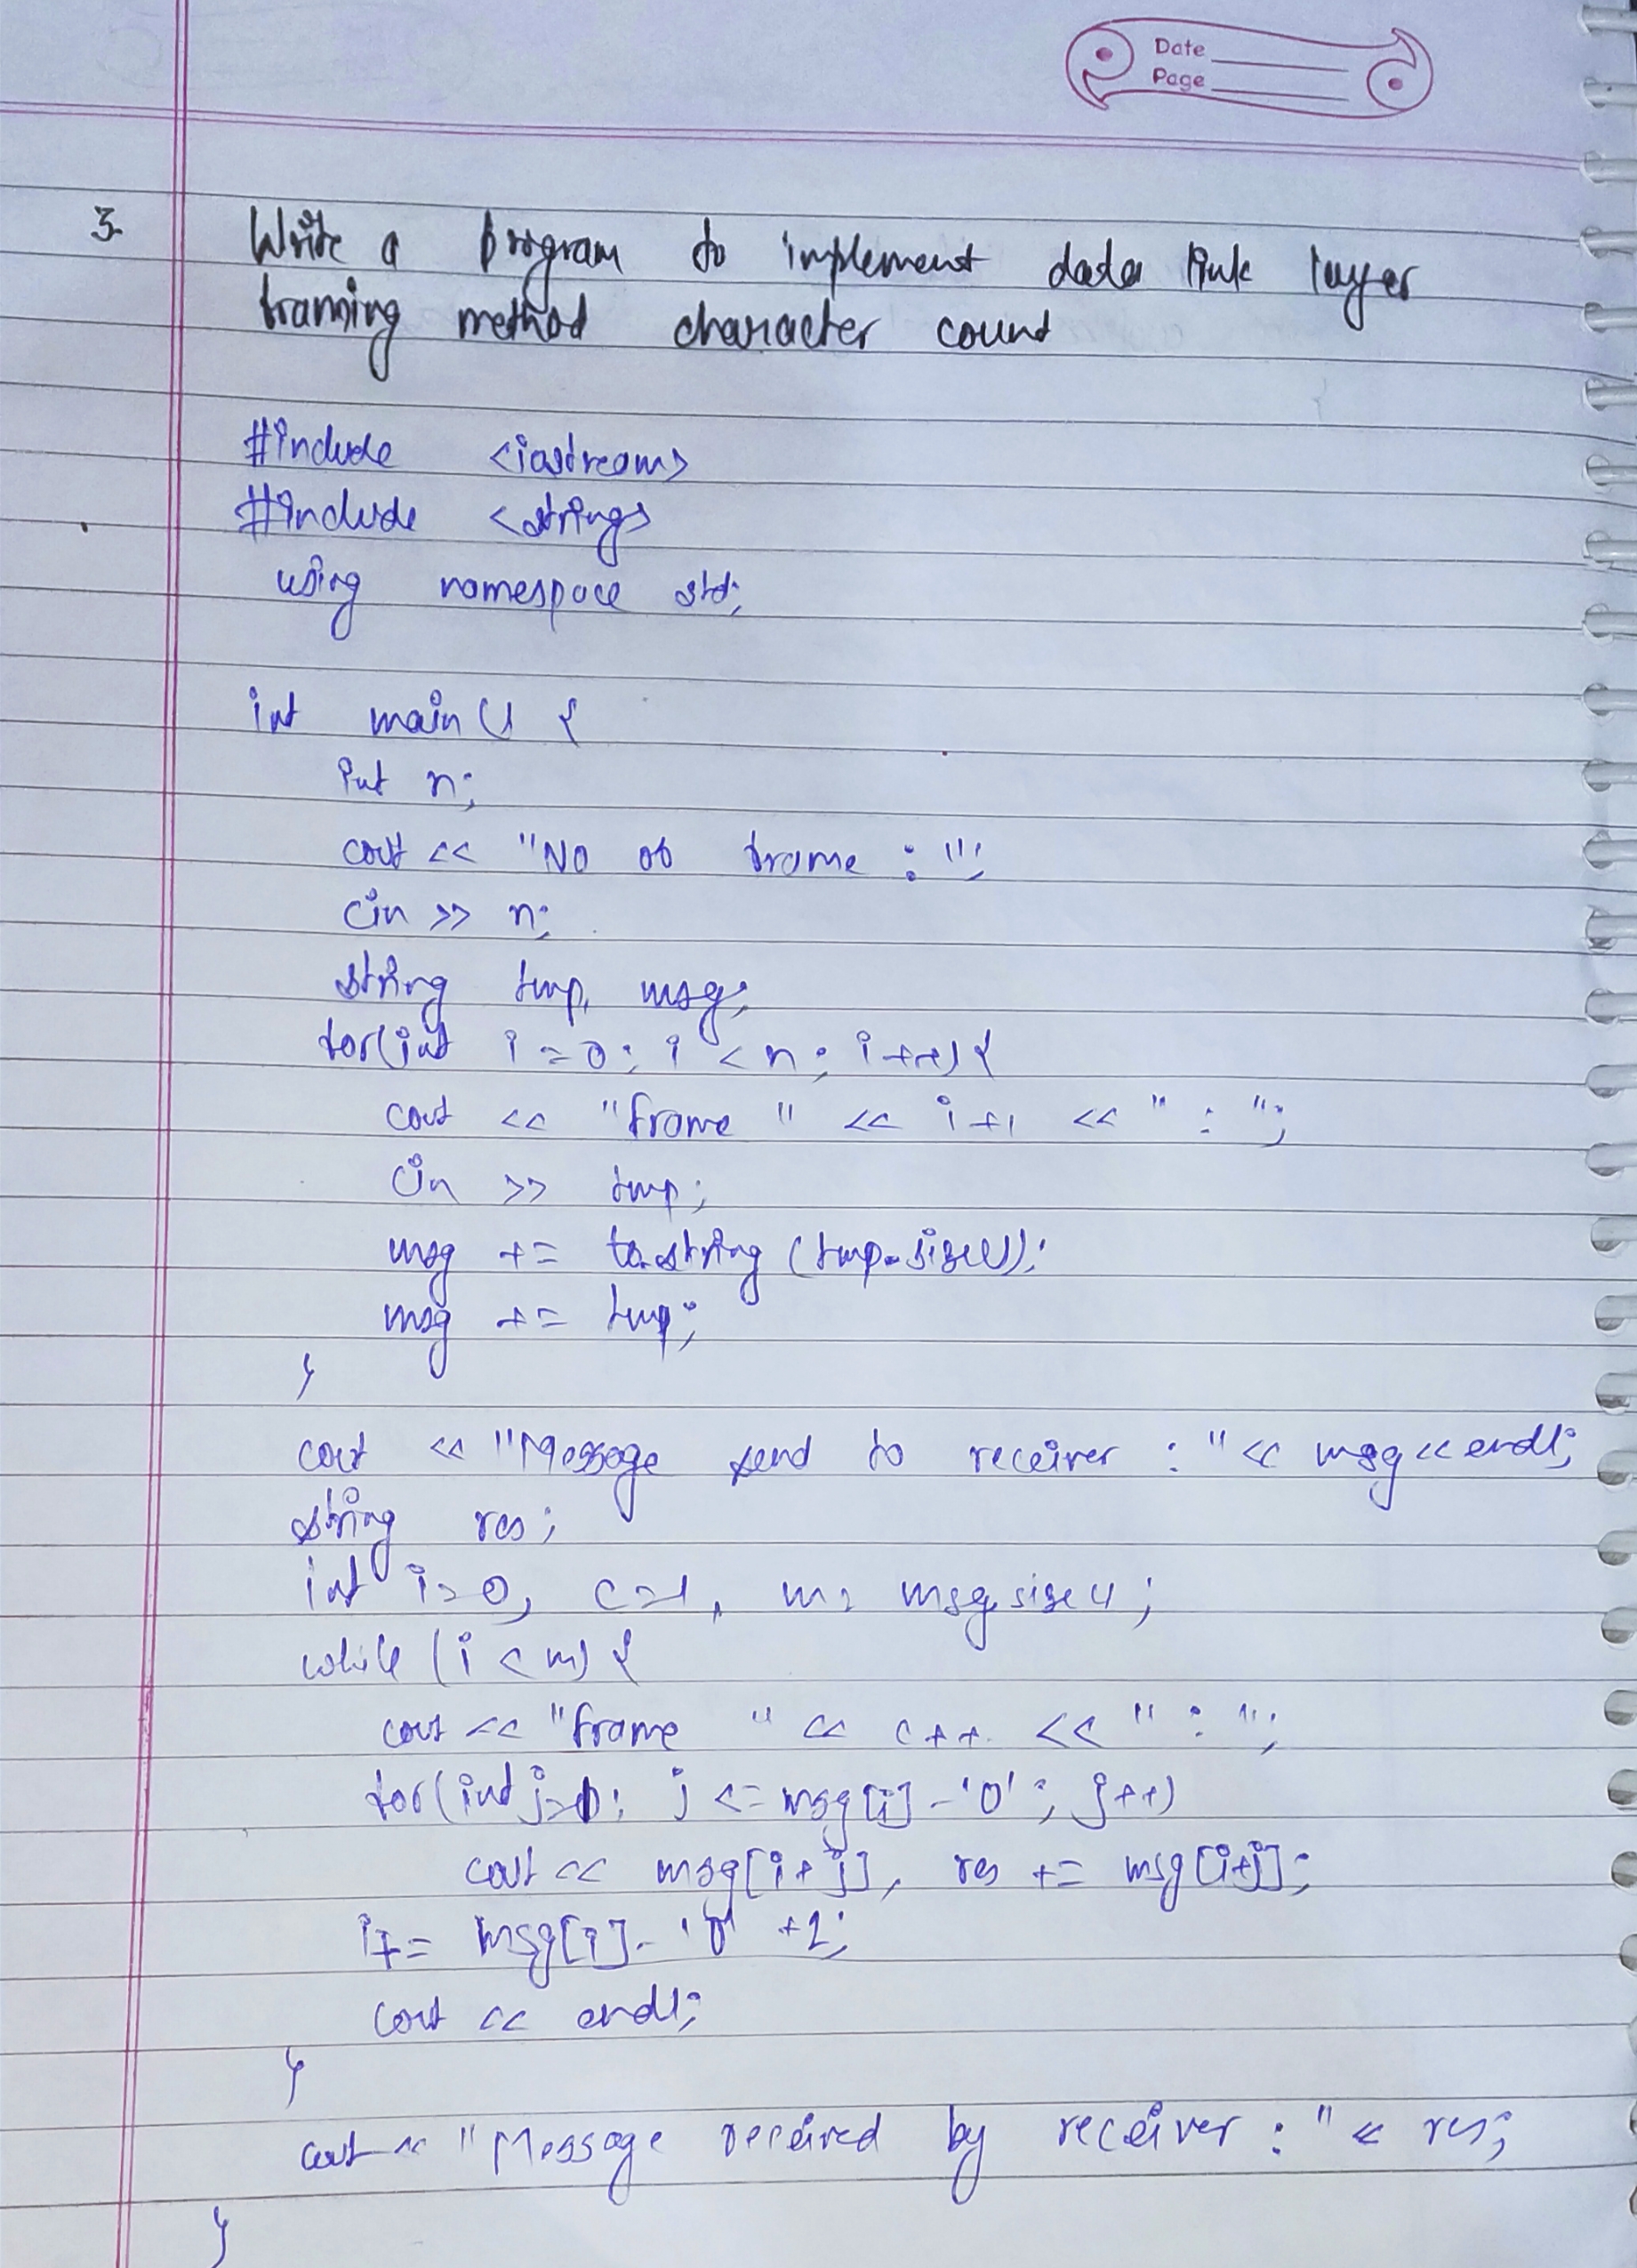 Date
Page
3. Write a program to implement data link layer
framing method character count
#include <iostream>
#include <string>
using namespace std;
int main() {
int n;
cout << "No of frame : ";
cin >> n;
string tmp, msg;
for(int i = 0; i < n; i++) {
cout << "frame " << i+1 << " : ";
cin >> tmp;
msg += to_string (tmp.size());
msg += tmp;
}
cout << "Message send to receiver : " << msg << endl;
string res;
int i=0, c=1, m= msg.size();
while (i < m) {
cout << "frame " << c++ << " : ";
for(int j=1; j <= msg[i] - '0'; j++)
cout << msg[i+j], res += msg[i+j];
i+= msg[i] - '0' +1;
cout << endl;
}
cout << "Message received by receiver : " << res;
}